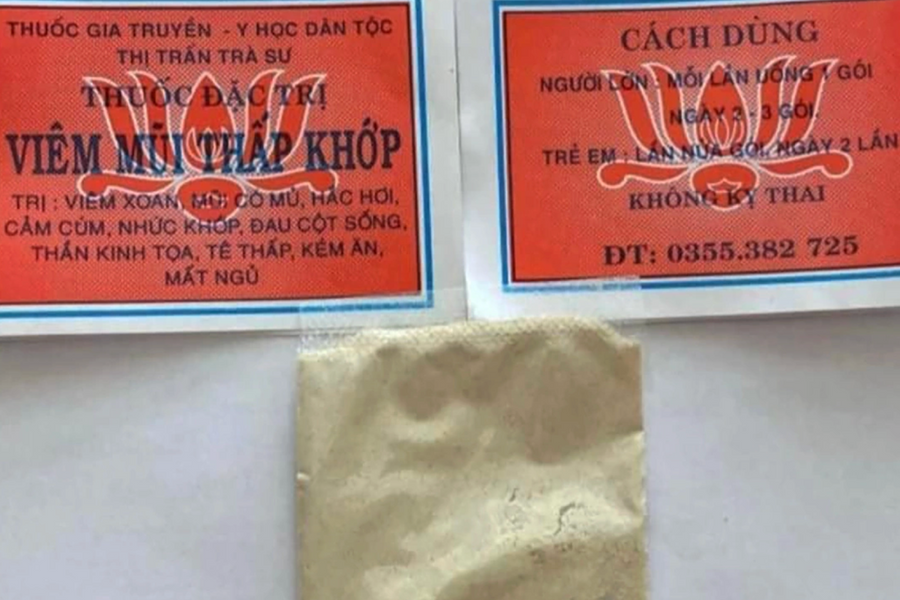 THUỐC GIA TRUYỀN - Y HỌC DÂN TỘC
THỊ TRẤN TRÀ SƯ
THUỐC ĐẶC TRỊ
VIÊM MŨI THẤP KHỚP
TRỊ : VIÊM XOAN, MŨI CÓ MỦ, HẮC HƠI,
CẢM CÚM, NHỨC KHỚP, ĐAU CỘT SỐNG,
THẦN KINH TỌA, TÊ THẤP, KÉM ĂN,
MẤT NGỦ
CÁCH DÙNG
NGƯỜI LỚN : MỖI LẦN UỐNG 1 GÓI
NGÀY 2 - 3 GÓI.
TRẺ EM : LẦN NỬA GÓI, NGÀY 2 LẦN
KHÔNG KỴ THAI
ĐT: 0355.382 725